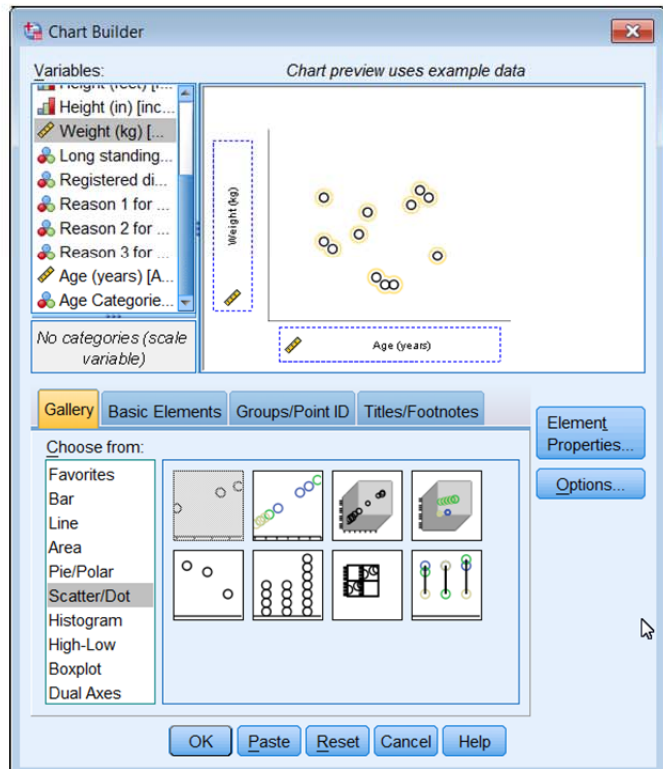 Chart Builder
Variables:
Chart preview uses example data
Height (feet) [f...
Height (in) [inc...
Weight (kg) [...
Long standing...
Registered di...
Reason 1 for ...
Reason 2 for ...
Reason 3 for ...
Age (years) [A...
Age Categorie...
No categories (scale
variable)
Weight (kg)
Age (years)
Gallery
Basic Elements
Groups/Point ID
Titles/Footnotes
Choose from:
Favorites
Bar
Line
Area
Pie/Polar
Scatter/Dot
Histogram
High-Low
Boxplot
Dual Axes
Element
Properties...
Options...
OK
Paste
Reset
Cancel
Help